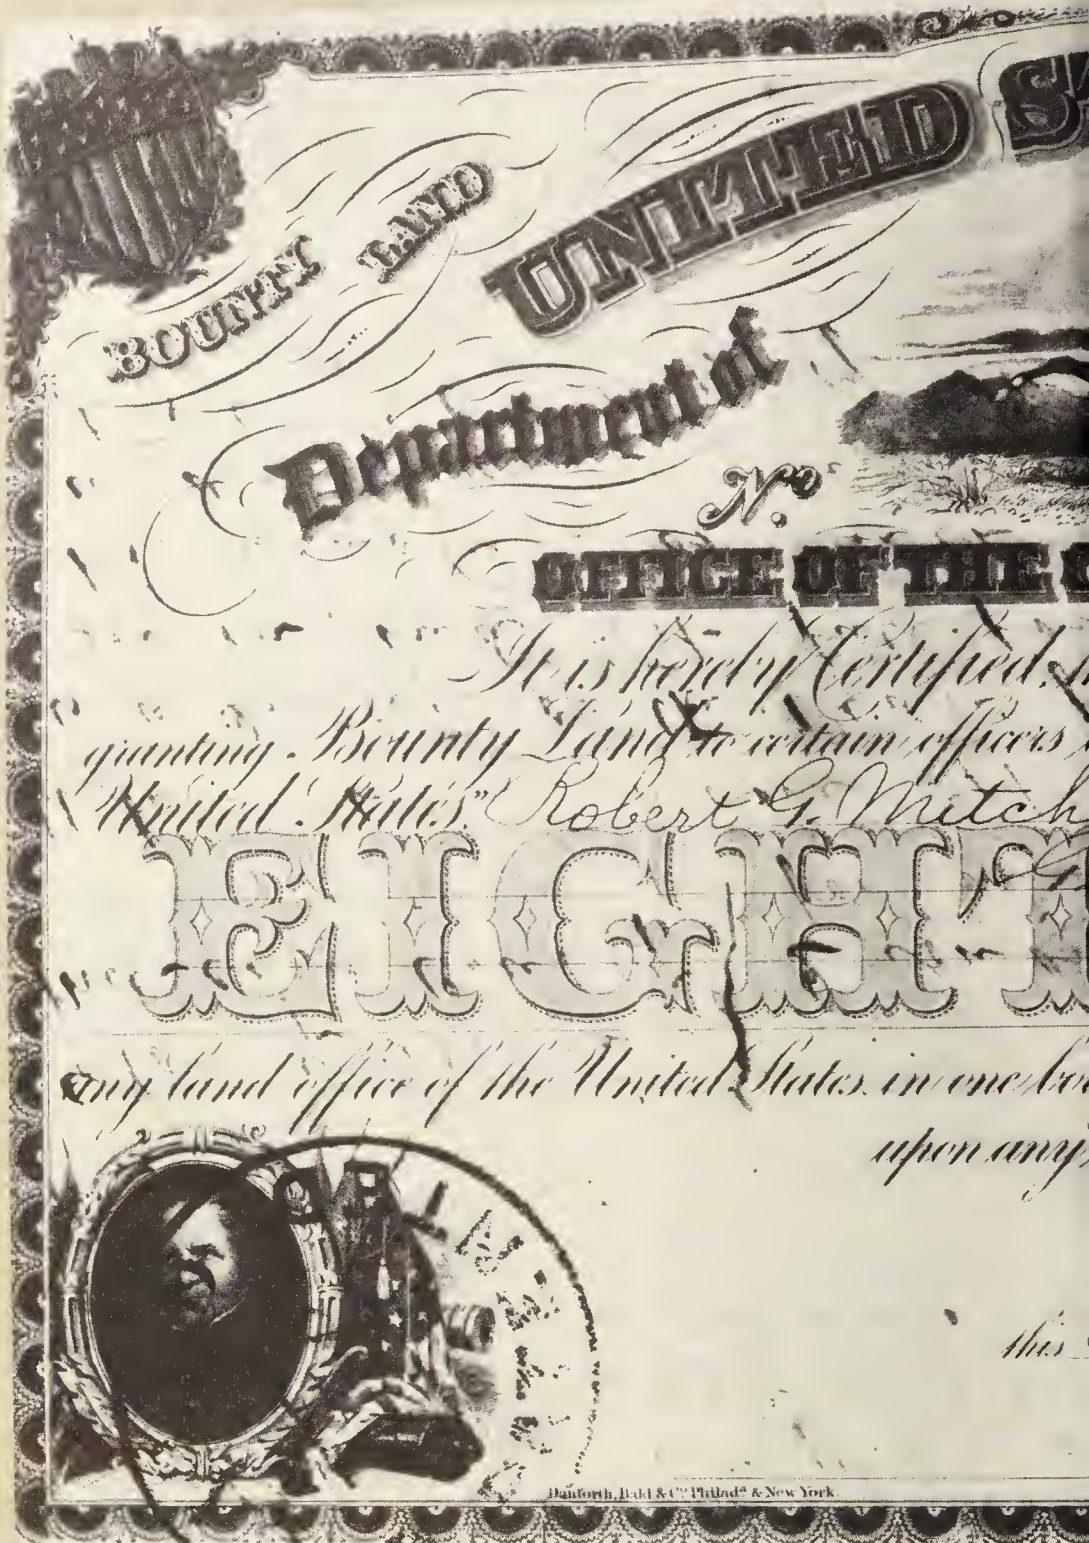 BOUNTY LAND
UNITED
Department of
No.
OFFICE OF THE
It is hereby Certified,
granting Bounty Land to certain officers
United States." Robert G. Mitch
EIGHT
any land office of the United States in one
upon any
this
Danforth, Bald & Co. Philada. & New York